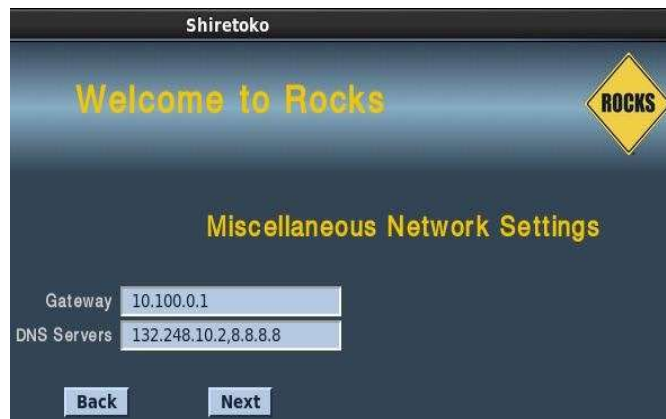 Shiretoko
Welcome to Rocks
ROCKS
Miscellaneous Network Settings
Gateway 10.100.0.1
DNS Servers 132.248.10.2,8.8.8.8
Back Next